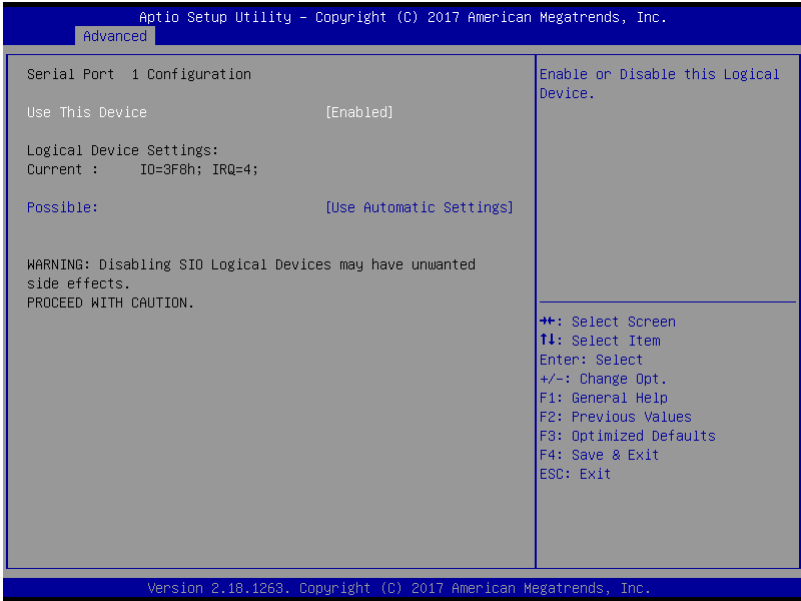 Aptio Setup Utility – Copyright (C) 2017 American Megatrends, Inc.
Advanced
Serial Port  1 Configuration
Use This Device [Enabled]
Logical Device Settings:
Current : IO=3F8h; IRQ=4;
Possible: [Use Automatic Settings]
WARNING: Disabling SIO Logical Devices may have unwanted
side effects.
PROCEED WITH CAUTION.
Enable or Disable this Logical
Device.
→←: Select Screen
↑↓: Select Item
Enter: Select
+/-: Change Opt.
F1: General Help
F2: Previous Values
F3: Optimized Defaults
F4: Save & Exit
ESC: Exit
Version 2.18.1263. Copyright (C) 2017 American Megatrends, Inc.